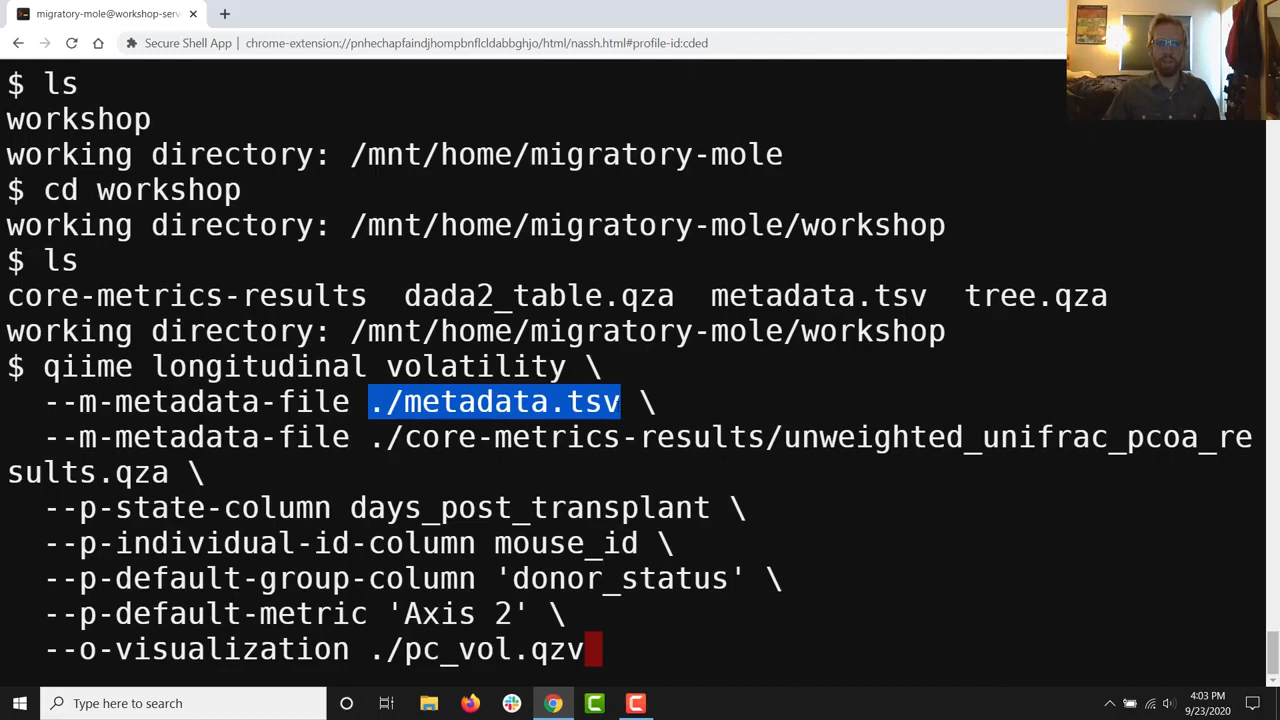 migratory-mole@workshop-serv
Secure Shell App | chrome-extension://pnhechapfaindjhompbnflcldabbghjo/html/nassh.html#profile-id:cded
$ ls
workshop
working directory: /mnt/home/migratory-mole
$ cd workshop
working directory: /mnt/home/migratory-mole/workshop
$ ls
core-metrics-results dada2_table.qza metadata.tsv tree.qza
working directory: /mnt/home/migratory-mole/workshop
$ qiime longitudinal volatility \
--m-metadata-file ./metadata.tsv \
--m-metadata-file ./core-metrics-results/unweighted_unifrac_pcoa_re
sults.qza \
--p-state-column days_post_transplant \
--p-individual-id-column mouse_id \
--p-default-group-column 'donor_status' \
--p-default-metric 'Axis 2' \
--o-visualization ./pc_vol.qzv
Type here to search
4:03 PM
9/23/2020